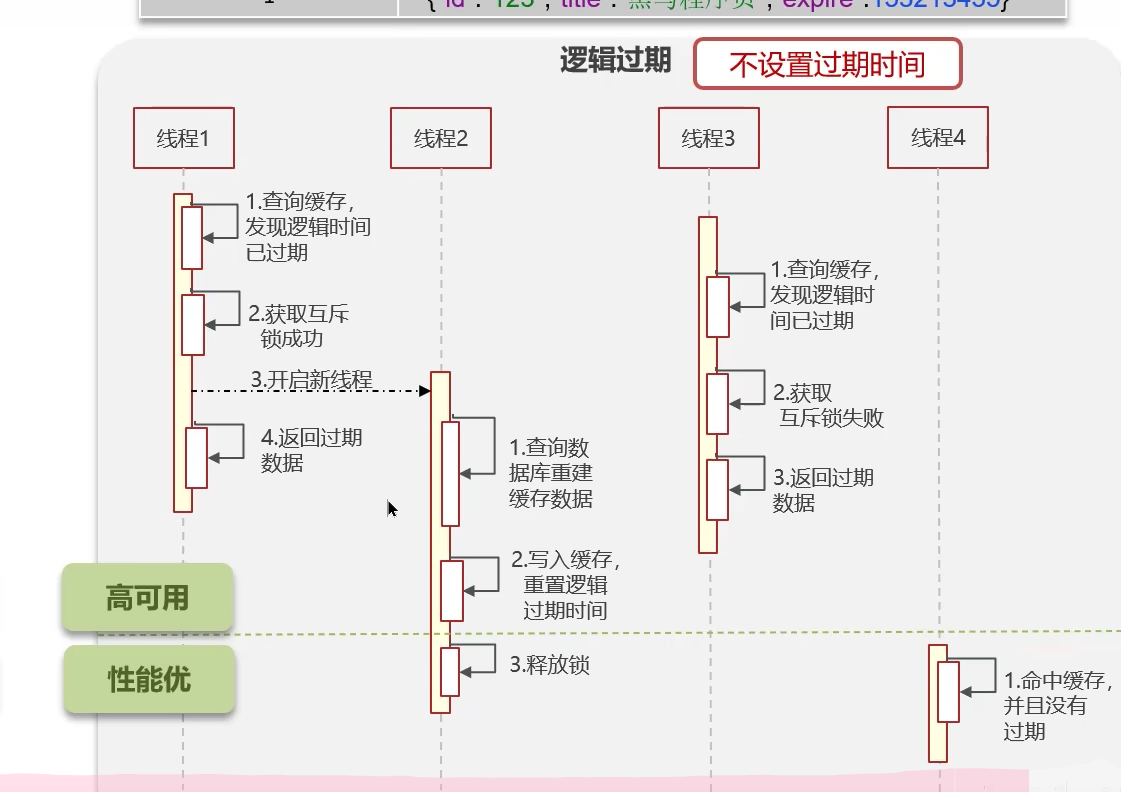 1 {"id":"123", "title":"黑马程序员", "expire":153213455}
逻辑过期 不设置过期时间
线程1 线程2 线程3 线程4
1.查询缓存，
发现逻辑时间
已过期
2.获取互斥
锁成功
3.开启新线程
4.返回过期
数据
1.查询数
据库重建
缓存数据
2.写入缓存，
重置逻辑
过期时间
3.释放锁
1.查询缓存，
发现逻辑时
间已过期
2.获取
互斥锁失败
3.返回过期
数据
1.命中缓存，
并且没有
过期
高可用
性能优